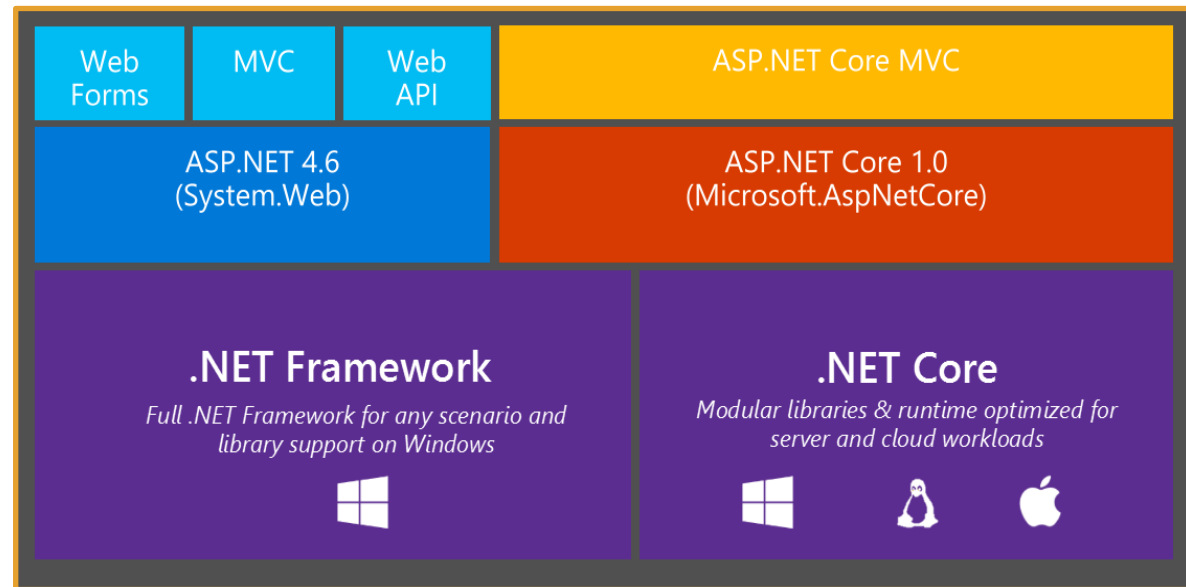 Web
Forms
MVC
Web
API
ASP.NET Core MVC
ASP.NET 4.6
(System.Web)
ASP.NET Core 1.0
(Microsoft.AspNetCore)
.NET Framework
Full .NET Framework for any scenario and
library support on Windows
.NET Core
Modular libraries & runtime optimized for
server and cloud workloads